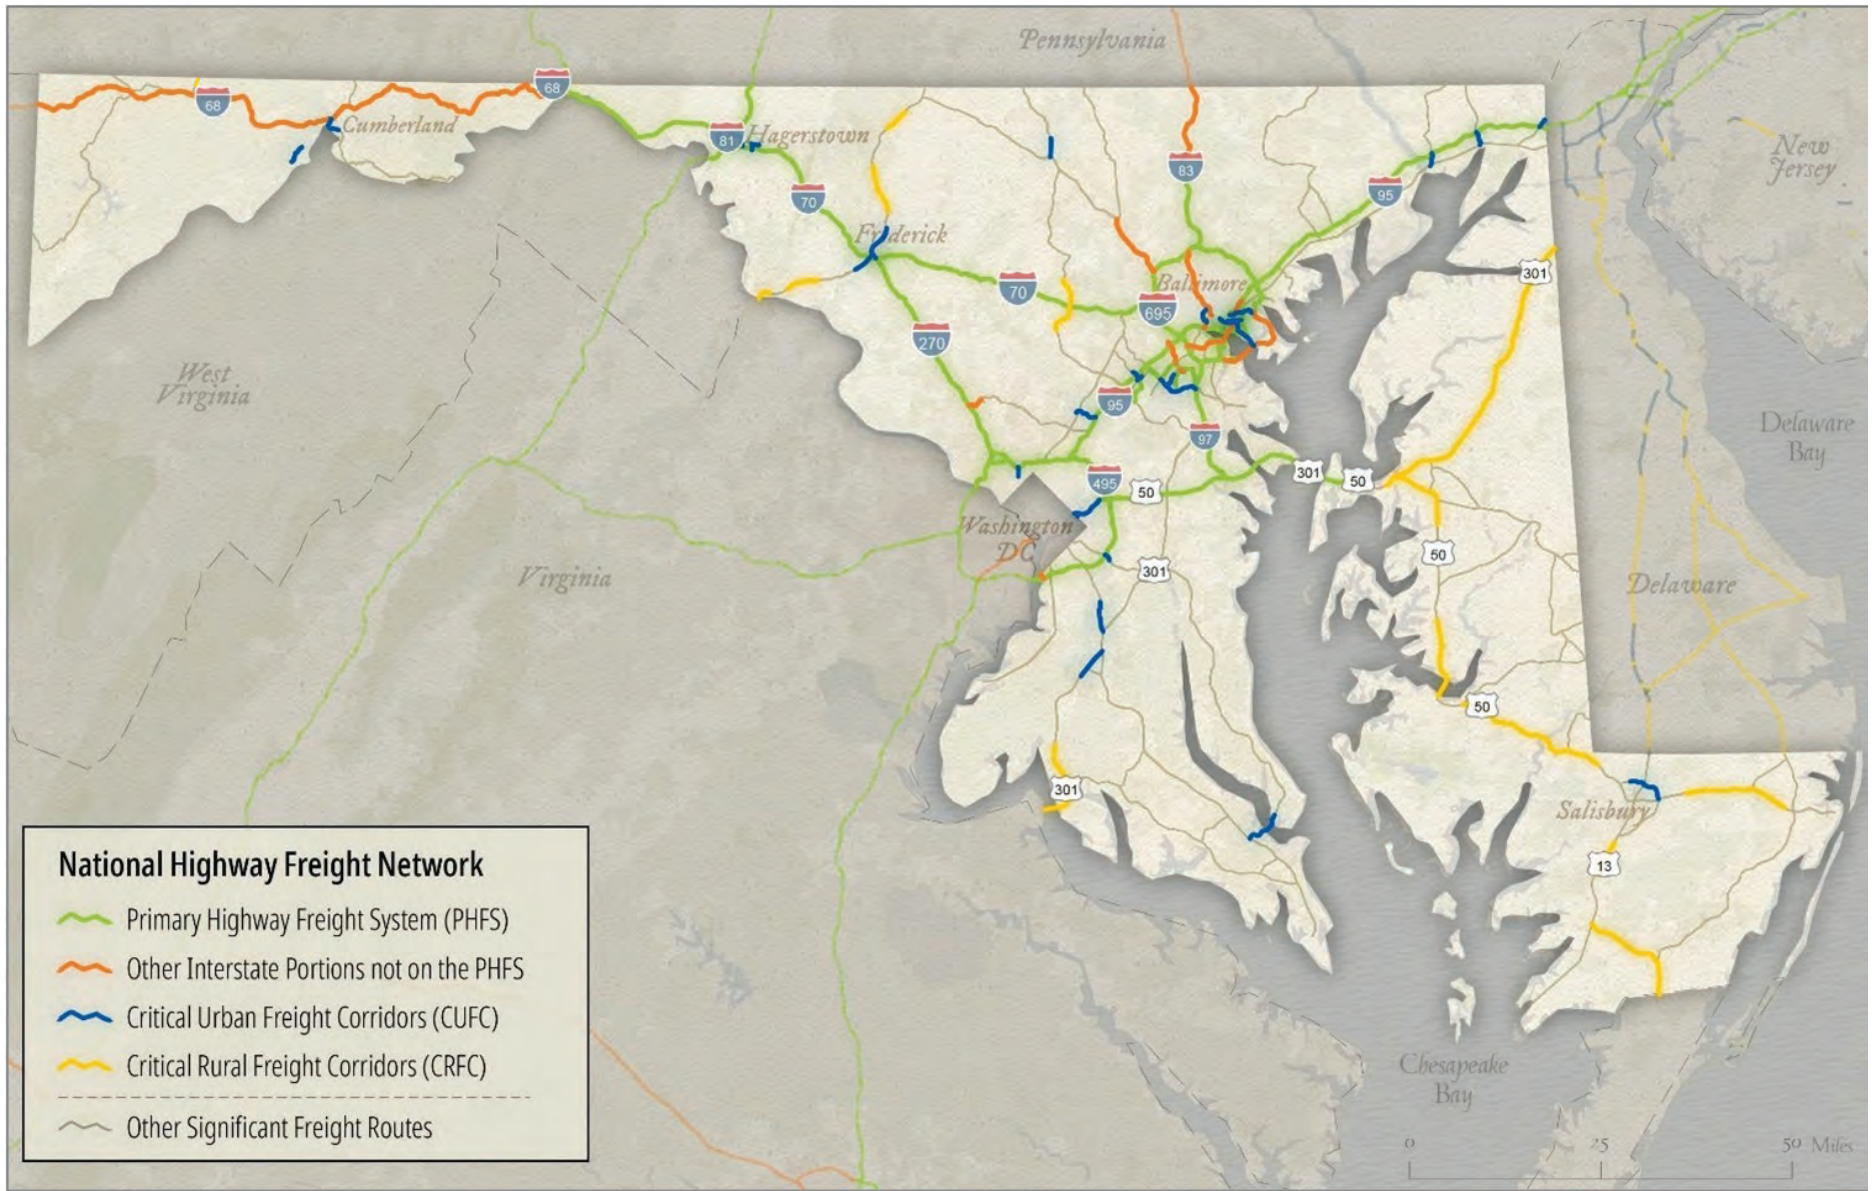 Pennsylvania
68
68
Cumberland
81
Hagerstown
New
Jersey
83
70
95
Frederick
301
70
Baltimore
695
270
West
Virginia
95
Delaware
Bay
97
301
50
495
50
Washington
DC
50
Virginia
301
Delaware
50
301
Salisbury
13
National Highway Freight Network
Primary Highway Freight System (PHFS)
Other Interstate Portions not on the PHFS
Critical Urban Freight Corridors (CUFC)
Critical Rural Freight Corridors (CRFC)
Other Significant Freight Routes
Chesapeake
Bay
0 25 50 Miles